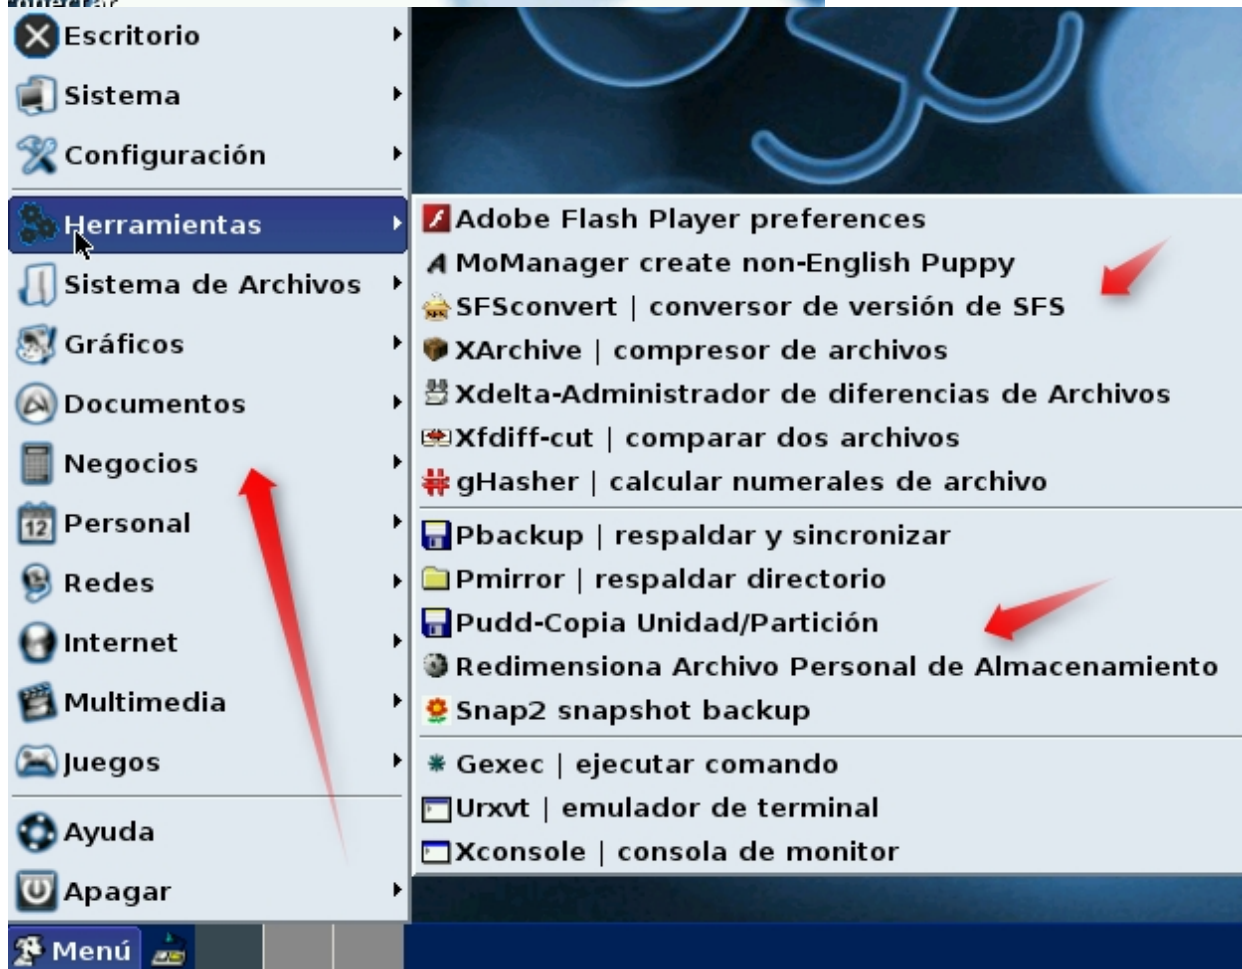 Escritorio
Sistema
Configuración
Herramientas
Sistema de Archivos
Gráficos
Documentos
Negocios
12
Personal
Redes
Internet
Multimedia
Juegos
Ayuda
Apagar
Menú
Adobe Flash Player preferences
MoManager create non-English Puppy
SFSconvert | conversor de versión de SFS
XArchive | compresor de archivos
Xdelta-Administrador de diferencias de Archivos
Xfdiff-cut | comparar dos archivos
gHasher | calcular numerales de archivo
Pbackup | respaldar y sincronizar
Pmirror | respaldar directorio
Pudd-Copia Unidad/Partición
Redimensiona Archivo Personal de Almacenamiento
Snap2 snapshot backup
Gexec | ejecutar comando
Urxvt | emulador de terminal
Xconsole | consola de monitor